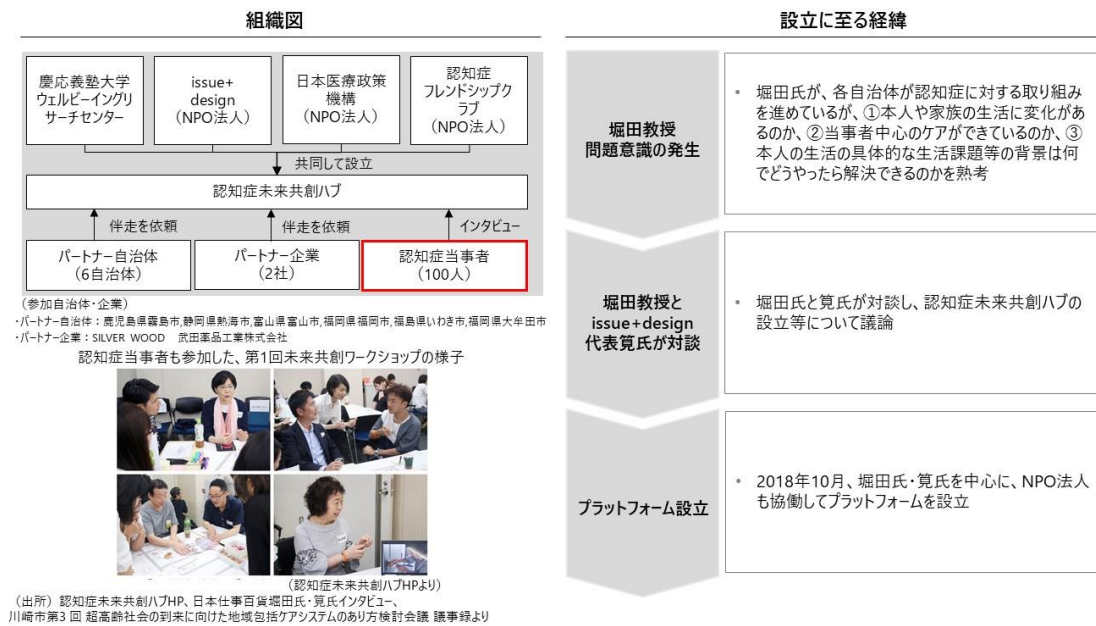 組織図
慶応義塾大学
ウェルビーイングリ
サーチセンター
issue+
design
(NPO法人)
日本医療政策
機構
(NPO法人)
認知症
フレンドシップク
ラブ
(NPO法人)
共同して設立
認知症未来共創ハブ
伴走を依頼
伴走を依頼
インタビュー
パートナー自治体
(6自治体)
パートナー企業
(2社)
認知症当事者
(100人)
(参加自治体・企業)
・パートナー自治体：鹿児島県霧島市,静岡県熱海市,富山県富山市,福岡県福岡市,福島県いわき市,福岡県大牟田市
・パートナー企業：SILVER WOOD　武田薬品工業株式会社
認知症当事者も参加した、第1回未来共創ワークショップの様子
(認知症未来共創ハブHPより)
(出所) 認知症未来共創ハブHP、日本仕事百貨堀田氏・筧氏インタビュー、
川崎市第3 回 超高齢社会の到来に向けた地域包括ケアシステムのあり方検討会議 議事録より
設立に至る経緯
堀田教授
問題意識の発生
• 堀田氏が、各自治体が認知症に対する取り組み
を進めているが、①本人や家族の生活に変化があ
るのか、②当事者中心のケアができているのか、③
本人の生活の具体的な生活課題等の背景は何
でどうやったら解決できるのかを熟考
堀田教授と
issue+design
代表筧氏が対談
• 堀田氏と筧氏が対談し、認知症未来共創ハブの
設立等について議論
プラットフォーム設立
• 2018年10月、堀田氏・筧氏を中心に、NPO法人
も協働してプラットフォームを設立